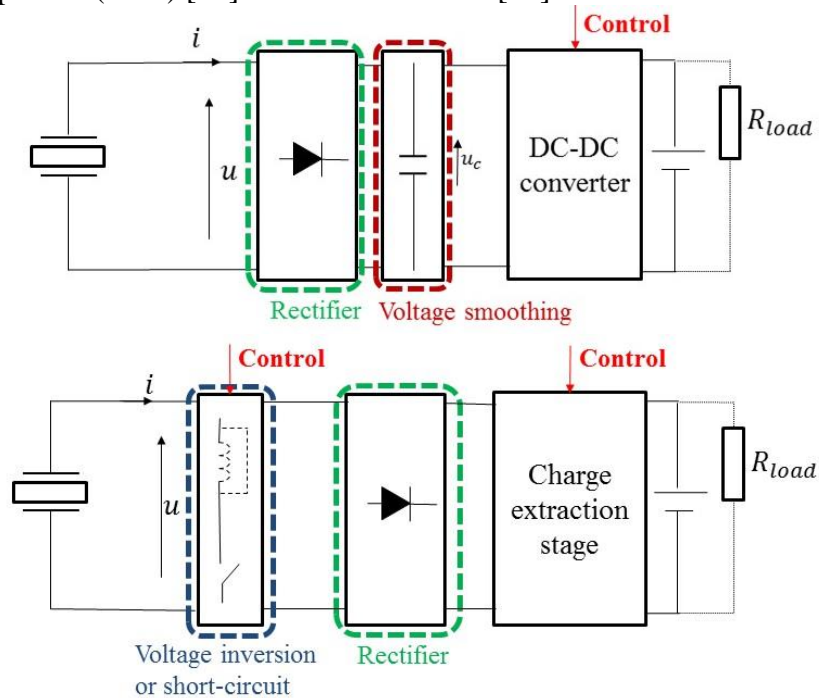 Control
i
u
u_c
DC-DC
converter
R_load
Rectifier
Voltage smoothing
Control
Control
i
u
Charge
extraction
stage
R_load
Voltage inversion
or short-circuit
Rectifier